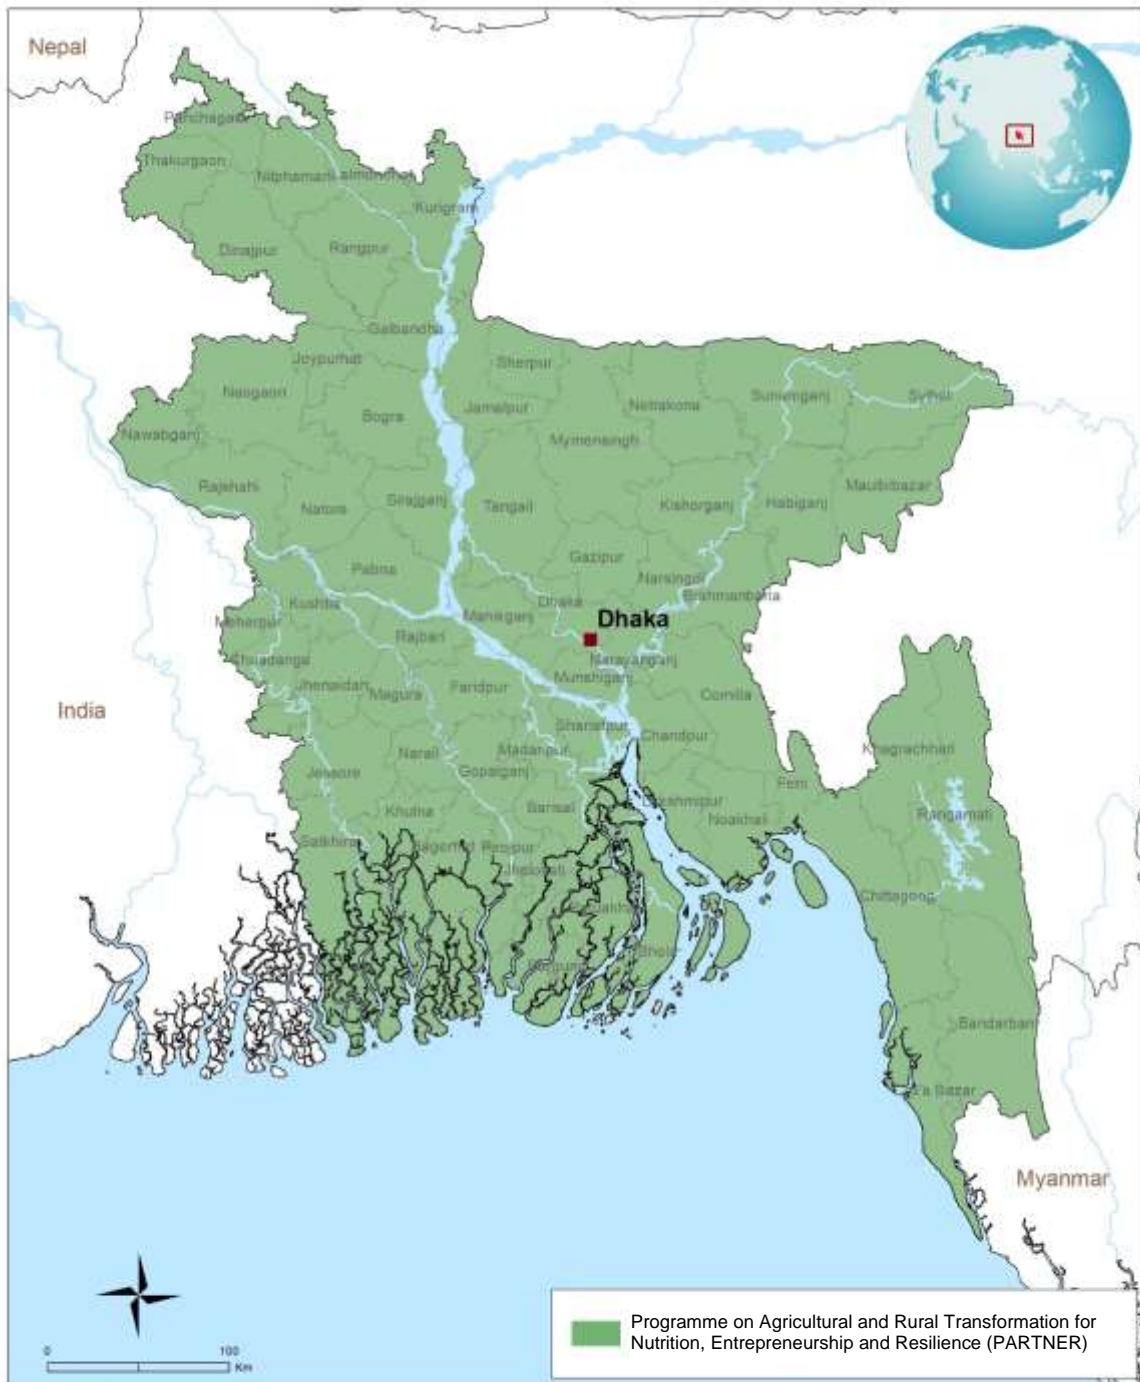 Nepal
Panchagarh
Thakurgaon
Nilphamari
Lalmonirhat
Kurigram
Dinajpur
Rangpur
Gaibandha
Joypurhat
Sherpur
Naogaon
Bogra
Jamalpur
Netrakona
Sunamganj
Sylhet
Nawabganj
Mymensingh
Rajshahi
Natore
Sirajganj
Tangail
Kishorganj
Habiganj
Maulvibazar
Gazipur
Pabna
Narsingdi
Kushtia
Dhaka
Brahmanbaria
Meherpur
Manikganj
Dhaka
Rajbari
Chuadanga
Narayanganj
Munshiganj
Jhenaidah
Magura
Faridpur
Comilla
India
Shariatpur
Chandpur
Narail
Madaripur
Khagrachhari
Jessore
Gopalganj
Feni
Barisal
Lakshmipur
Khulna
Noakhali
Rangamati
Satkhira
Bagerhat
Pirojpur
Jhalokati
Chittagong
Bhola
Bandarban
Myanmar
0 100
Km
Programme on Agricultural and Rural Transformation for
Nutrition, Entrepreneurship and Resilience (PARTNER)